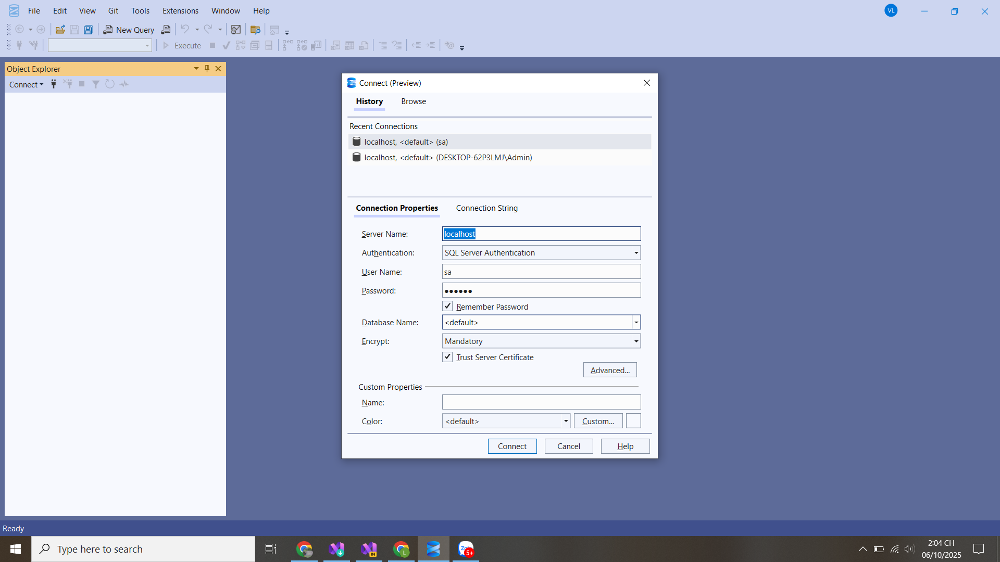 File Edit View Git Tools Extensions Window Help
VL
New Query
Execute
Object Explorer
Connect
Connect (Preview)
History Browse
Recent Connections
localhost, <default> (sa)
localhost, <default> (DESKTOP-62P3LMJ\Admin)
Connection Properties Connection String
Server Name: localhost
Authentication: SQL Server Authentication
User Name: sa
Password: ●●●●●●
Remember Password
Database Name: <default>
Encrypt: Mandatory
Trust Server Certificate
Advanced...
Custom Properties
Name:
Color: <default> Custom...
Connect Cancel Help
Ready
Type here to search
IN
L
5+
2:04 CH
06/10/2025